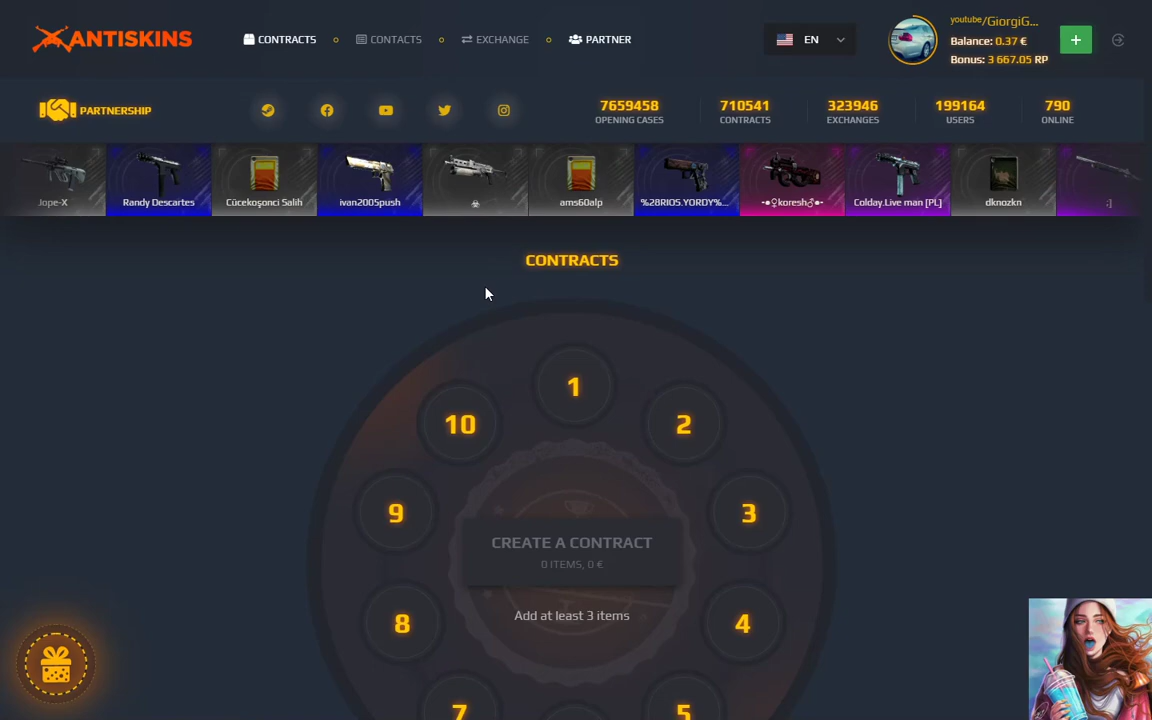 ANTISKINS
CONTRACTS
CONTACTS
EXCHANGE
PARTNER
EN
youtube/GiorgiG...
Balance: 0.37 €
Bonus: 3 667.05 RP
PARTNERSHIP
7659458
OPENING CASES
710541
CONTRACTS
323946
EXCHANGES
199164
USERS
790
ONLINE
Jope-X
Randy Descartes
Cücekoşonci Salih
ivan2005push
☣
ams60alp
%28RIOS.YORDY%...
-•♀koresh♂•-
Colday.Live man [PL]
dknozkn
:]
CONTRACTS
1
10
2
9
3
CREATE A CONTRACT
0 ITEMS, 0 €
Add at least 3 items
8
4
7
5